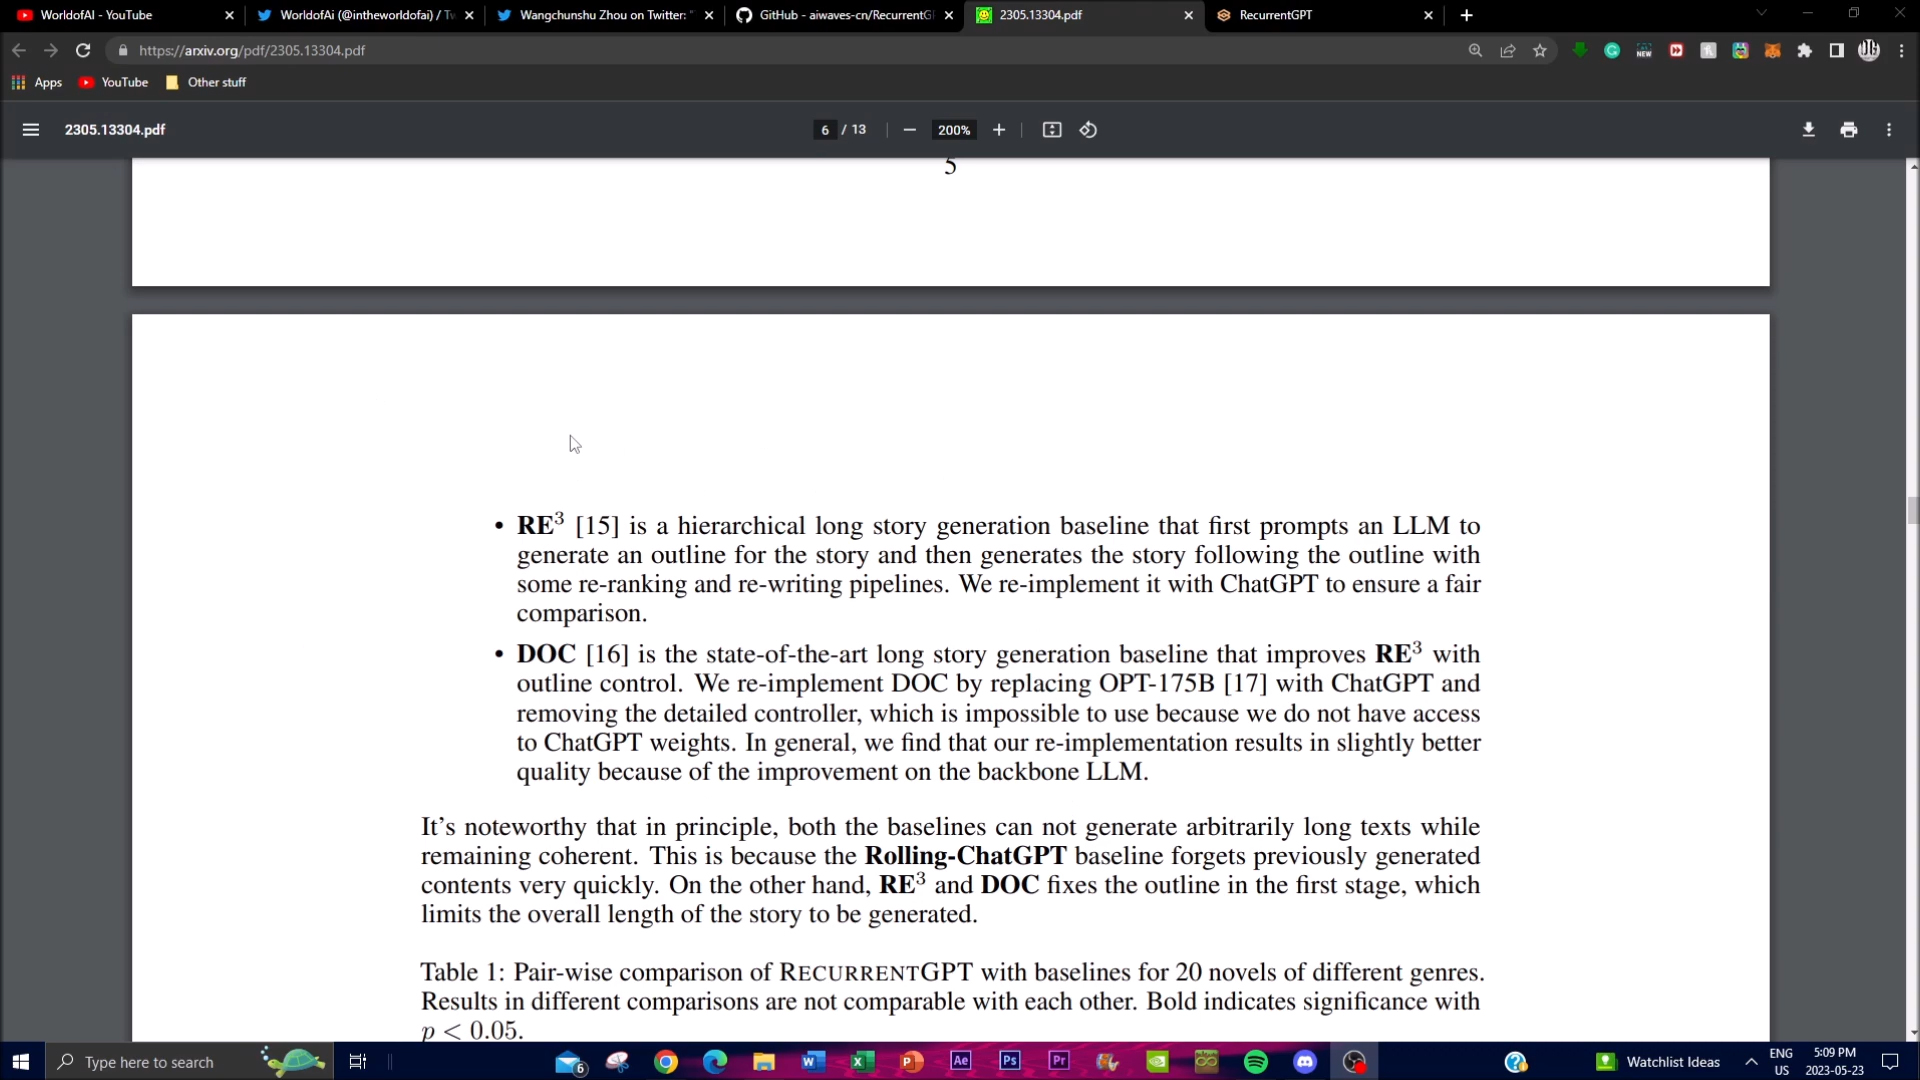 WorldofAI - YouTube
WorldofAi (@intheworldofai) / Tw
Wangchunshu Zhou on Twitter: "
GitHub - aiwaves-cn/RecurrentG
2305.13304.pdf
RecurrentGPT
https://arxiv.org/pdf/2305.13304.pdf
NEW
Apps
YouTube
Other stuff
2305.13304.pdf
6 / 13
200%
5
• RE³ [15] is a hierarchical long story generation baseline that first prompts an LLM to
generate an outline for the story and then generates the story following the outline with
some re-ranking and re-writing pipelines. We re-implement it with ChatGPT to ensure a fair
comparison.
• DOC [16] is the state-of-the-art long story generation baseline that improves RE³ with
outline control. We re-implement DOC by replacing OPT-175B [17] with ChatGPT and
removing the detailed controller, which is impossible to use because we do not have access
to ChatGPT weights. In general, we find that our re-implementation results in slightly better
quality because of the improvement on the backbone LLM.
It's noteworthy that in principle, both the baselines can not generate arbitrarily long texts while
remaining coherent. This is because the Rolling-ChatGPT baseline forgets previously generated
contents very quickly. On the other hand, RE³ and DOC fixes the outline in the first stage, which
limits the overall length of the story to be generated.
Table 1: Pair-wise comparison of RECURRENTGPT with baselines for 20 novels of different genres.
Results in different comparisons are not comparable with each other. Bold indicates significance with
p < 0.05.
Type here to search
6
Ae
Ps
Pr
Watchlist Ideas
ENG
US
5:09 PM
2023-05-23